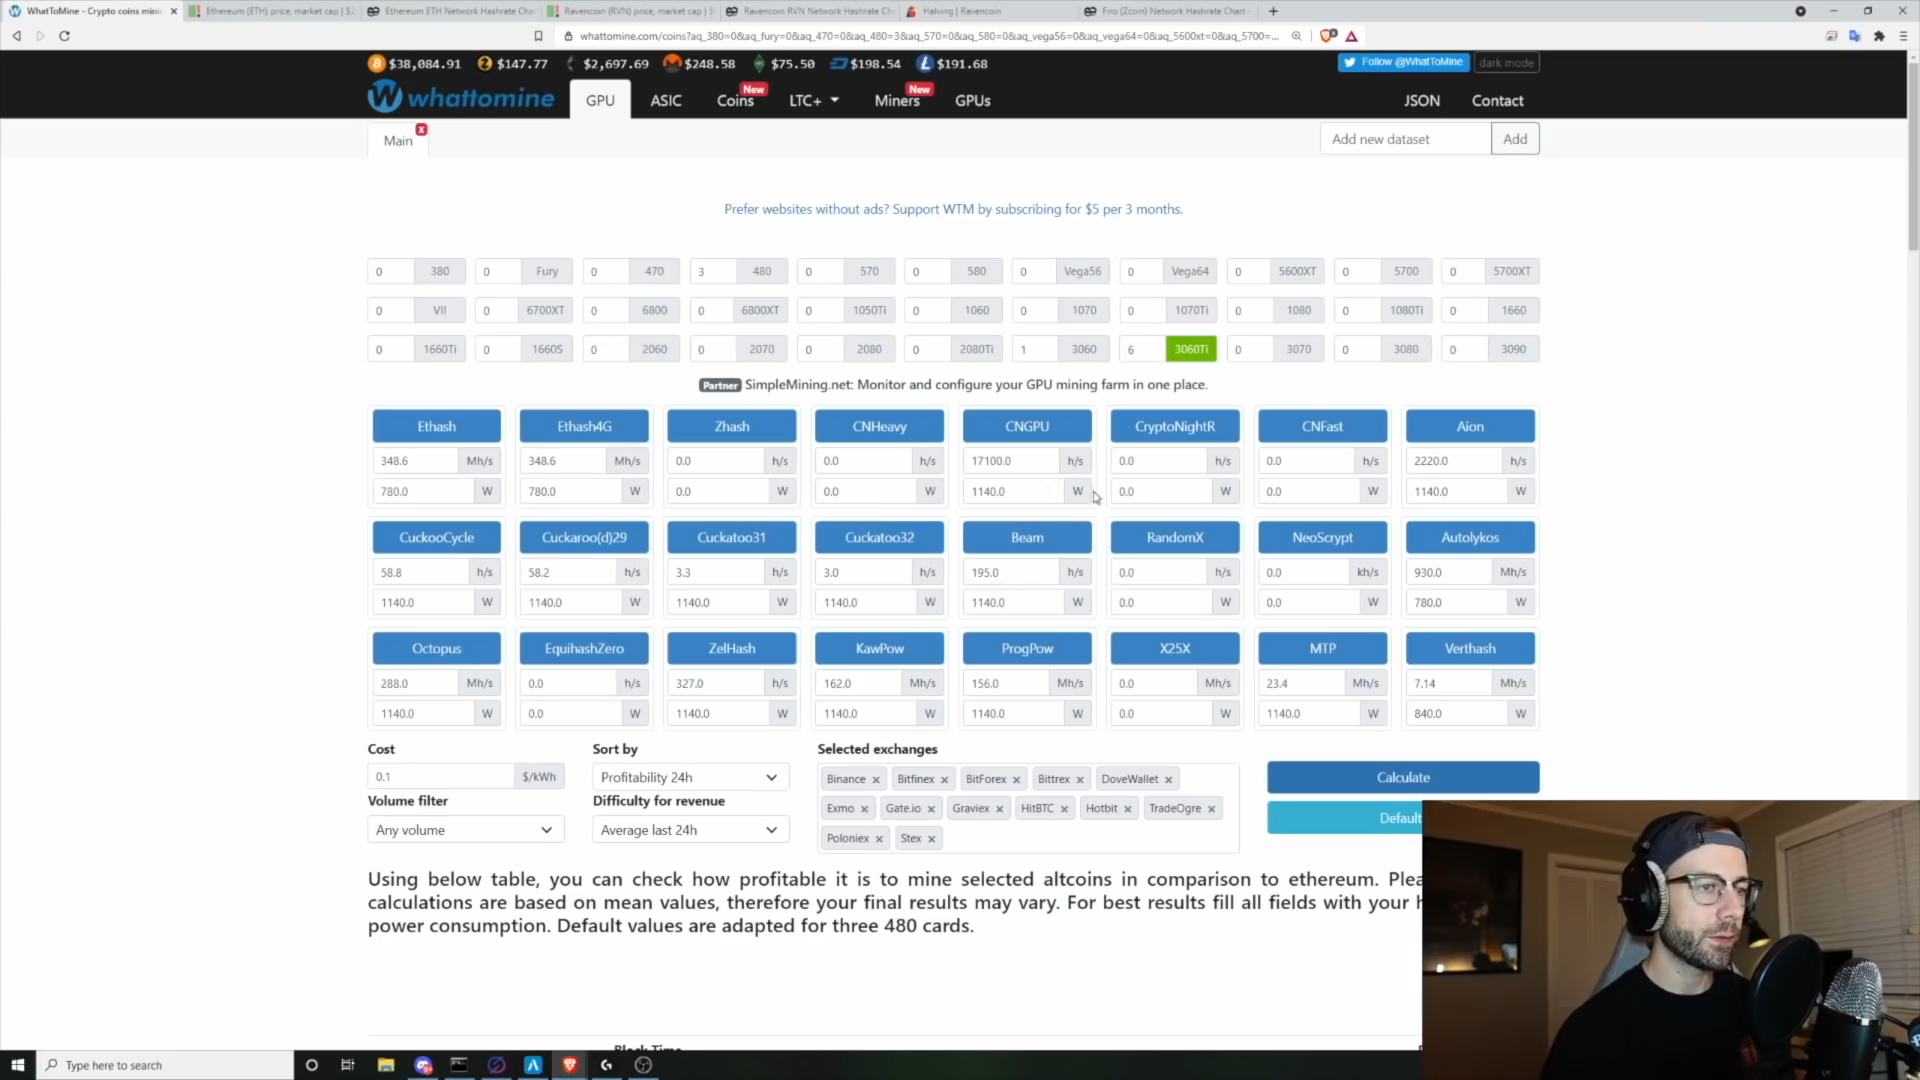 WhatToMine - Crypto coins mini
Ethereum (ETH) price, market cap | $2
Ethereum ETH Network Hashrate Cha
Ravencoin (RVN) price, market cap | $
Ravencoin RVN Network Hashrate Ch
Halving | Ravencoin
Firo (Zcoin) Network Hashrate Chart -
whattomine.com/coins?aq_380=0&aq_fury=0&aq_470=0&aq_480=3&aq_570=0&aq_580=0&aq_vega56=0&aq_vega64=0&aq_5600xt=0&aq_5700=...
$38,084.91 $147.77 $2,697.69 $248.58 $75.50 $198.54 $191.68
Follow @WhatToMine dark mode
whattomine GPU ASIC Coins New LTC+ Miners New GPUs JSON Contact
Main x Add new dataset Add
Prefer websites without ads? Support WTM by subscribing for $5 per 3 months.
0 380 0 Fury 0 470 3 480 0 570 0 580 0 Vega56 0 Vega64 0 5600XT 0 5700 0 5700XT
0 VII 0 6700XT 0 6800 0 6800XT 0 1050Ti 0 1060 0 1070 0 1070Ti 0 1080 0 1080Ti 0 1660
0 1660Ti 0 1660S 0 2060 0 2070 0 2080 0 2080Ti 1 3060 6 3060Ti 0 3070 0 3080 0 3090
Partner SimpleMining.net: Monitor and configure your GPU mining farm in one place.
Ethash Ethash4G Zhash CNHeavy CNGPU CryptoNightR CNFast Aion
348.6 Mh/s 348.6 Mh/s 0.0 h/s 0.0 h/s 17100.0 h/s 0.0 h/s 0.0 h/s 2220.0 h/s
780.0 W 780.0 W 0.0 W 0.0 W 1140.0 W 0.0 W 0.0 W 1140.0 W
CuckooCycle Cuckaroo(d)29 Cuckatoo31 Cuckatoo32 Beam RandomX NeoScrypt Autolykos
58.8 h/s 58.2 h/s 3.3 h/s 3.0 h/s 195.0 h/s 0.0 h/s 0.0 kh/s 930.0 Mh/s
1140.0 W 1140.0 W 1140.0 W 1140.0 W 1140.0 W 0.0 W 0.0 W 780.0 W
Octopus EquihashZero ZelHash KawPow ProgPow X25X MTP Verthash
288.0 Mh/s 0.0 h/s 327.0 h/s 162.0 Mh/s 156.0 Mh/s 0.0 Mh/s 23.4 Mh/s 7.14 Mh/s
1140.0 W 0.0 W 1140.0 W 1140.0 W 1140.0 W 0.0 W 1140.0 W 840.0 W
Cost Sort by Selected exchanges
0.1 $/kWh Profitability 24h Binance × Bitfinex × BitForex × Bittrex × DoveWallet × Calculate
Volume filter Difficulty for revenue Exmo × Gate.io × Graviex × HitBTC × Hotbit × TradeOgre × Default
Any volume Average last 24h Poloniex × Stex ×
Using below table, you can check how profitable it is to mine selected altcoins in comparison to ethereum. Plea
calculations are based on mean values, therefore your final results may vary. For best results fill all fields with your h
power consumption. Default values are adapted for three 480 cards.
Block Time
Type here to search